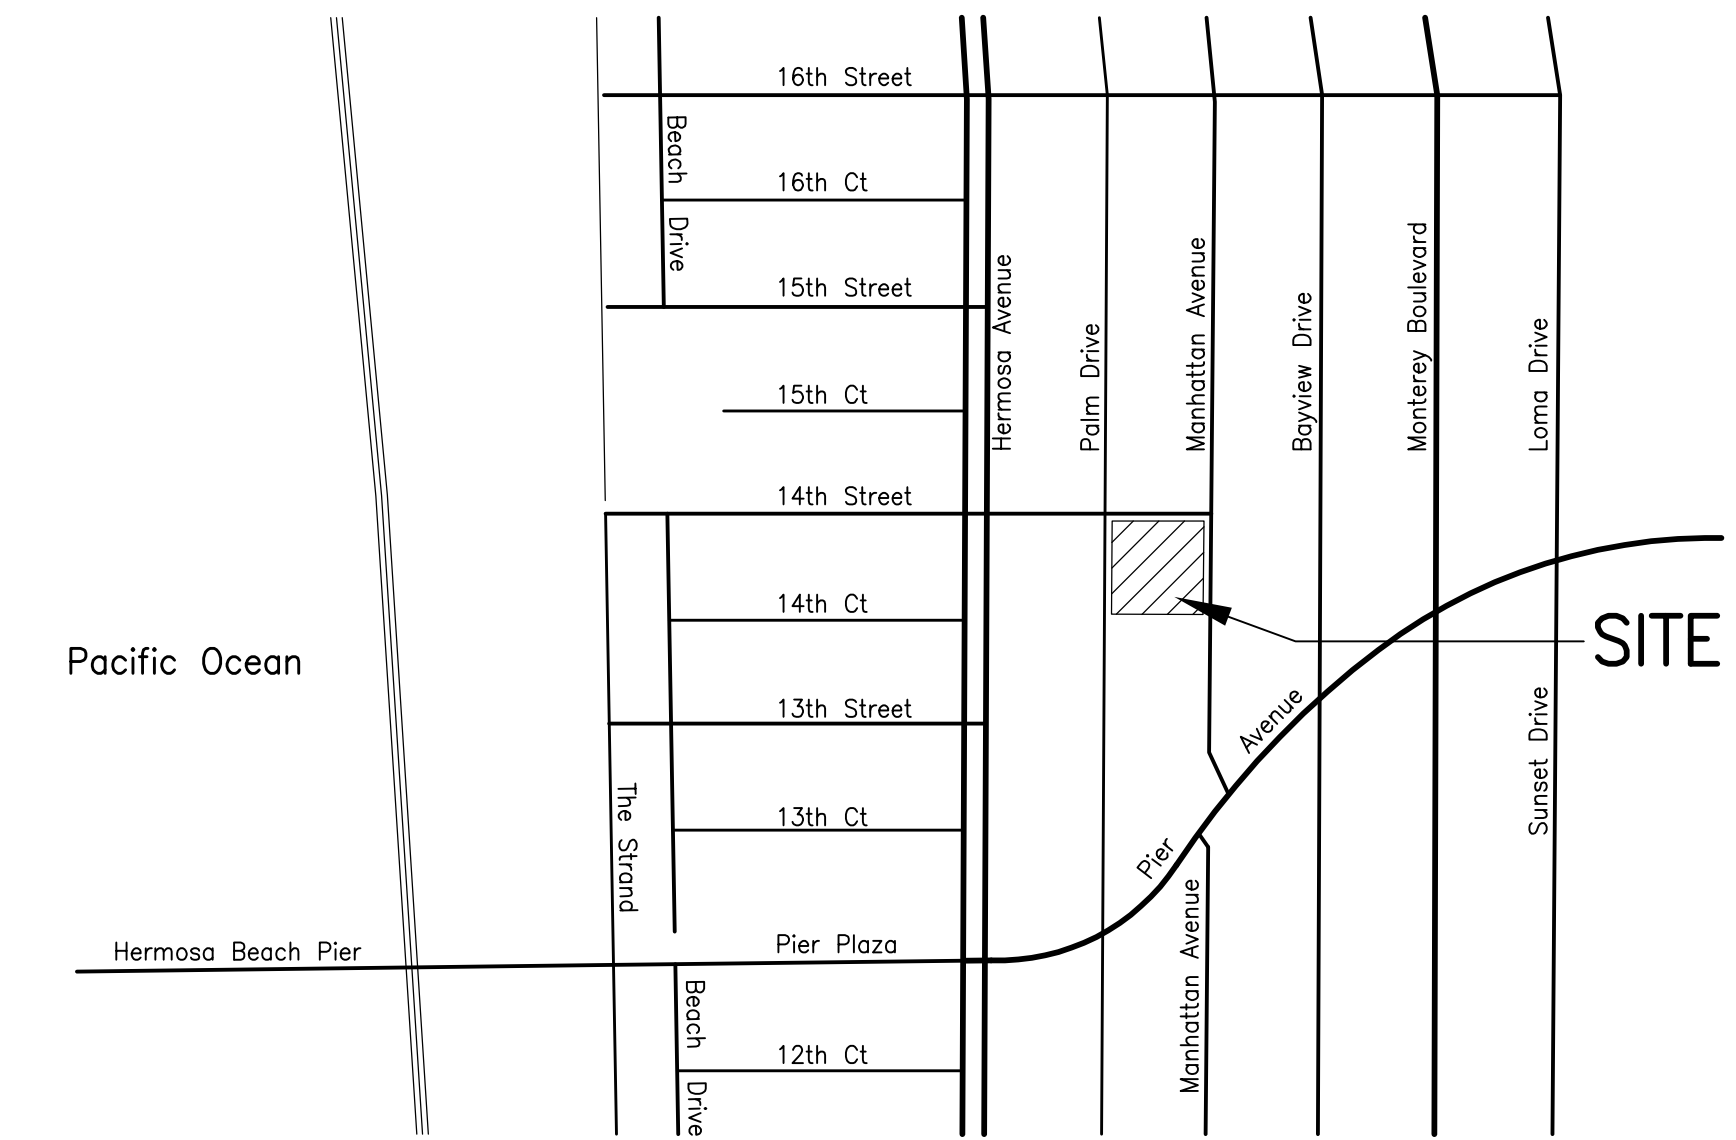 16th Street
Beach Drive
16th Ct
15th Street
Hermosa Avenue
Palm Drive
Manhattan Avenue
Bayview Drive
Monterey Boulevard
Loma Drive
15th Ct
14th Street
14th Ct
SITE
Pacific Ocean
13th Street
Pier Avenue
Sunset Drive
The Strand
13th Ct
Manhattan Avenue
Hermosa Beach Pier
Pier Plaza
Beach Drive
12th Ct